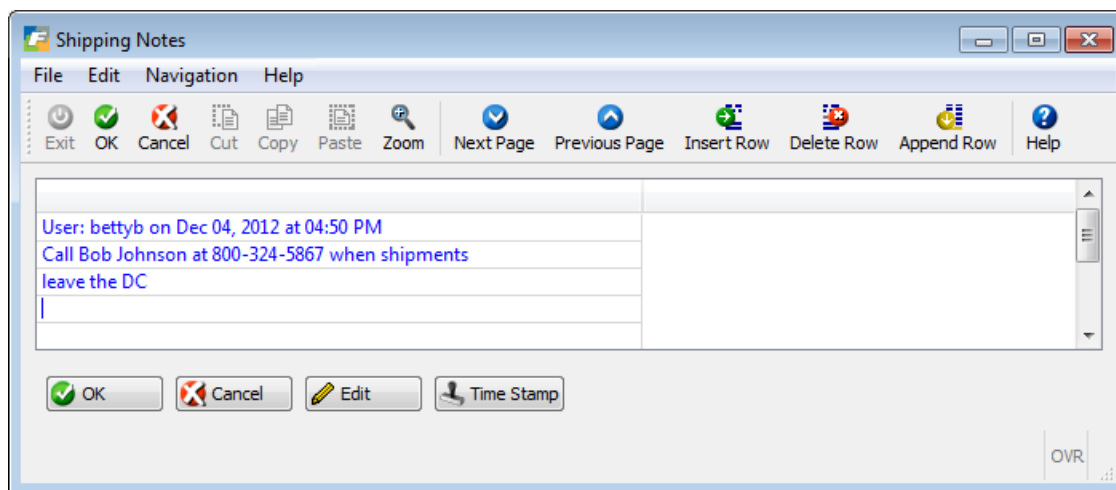 Shipping Notes
File Edit Navigation Help
Exit OK Cancel Cut Copy Paste Zoom Next Page Previous Page Insert Row Delete Row Append Row Help
User: bettyb on Dec 04, 2012 at 04:50 PM
Call Bob Johnson at 800-324-5867 when shipments
leave the DC
OK Cancel Edit Time Stamp
OVR